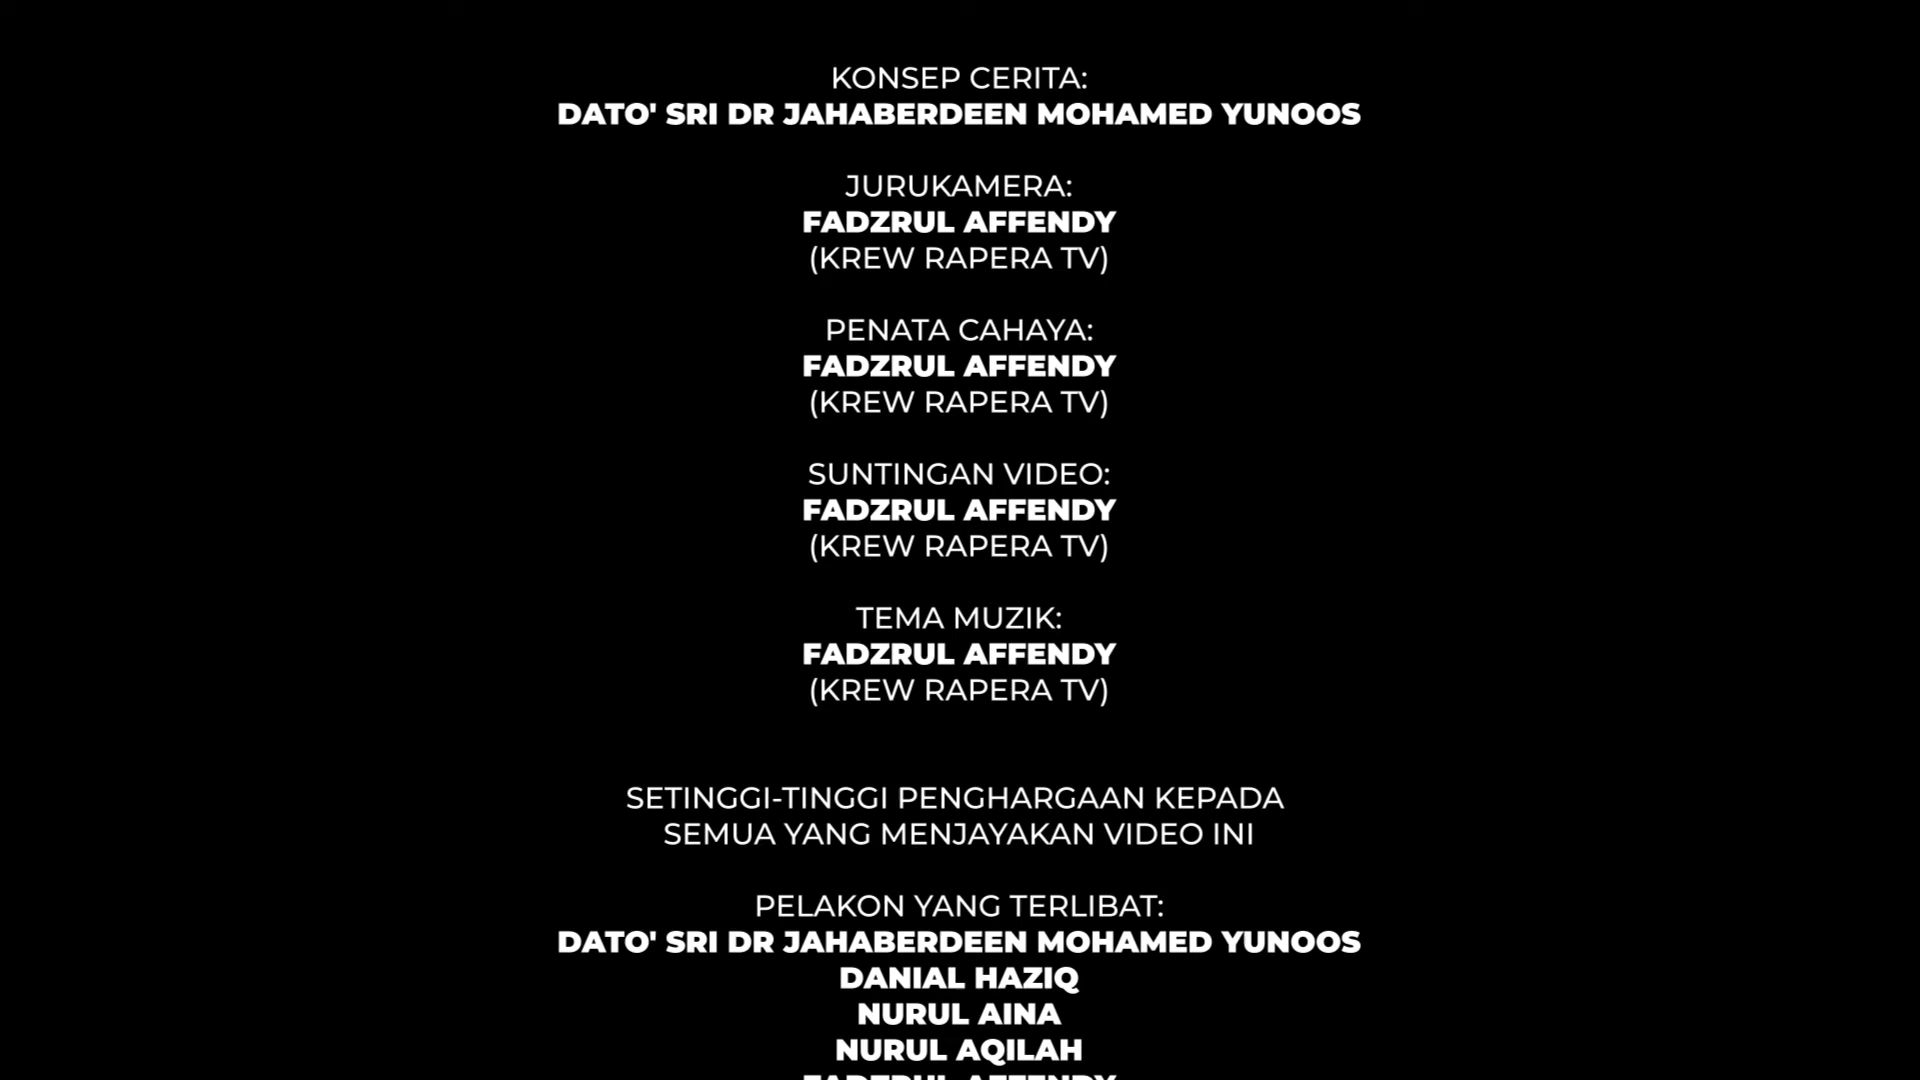 KONSEP CERITA:
DATO' SRI DR JAHABERDEEN MOHAMED YUNOOS
JURUKAMERA:
FADZRUL AFFENDY
(KREW RAPERA TV)
PENATA CAHAYA:
FADZRUL AFFENDY
(KREW RAPERA TV)
SUNTINGAN VIDEO:
FADZRUL AFFENDY
(KREW RAPERA TV)
TEMA MUZIK:
FADZRUL AFFENDY
(KREW RAPERA TV)
SETINGGI-TINGGI PENGHARGAAN KEPADA
SEMUA YANG MENJAYAKAN VIDEO INI
PELAKON YANG TERLIBAT:
DATO' SRI DR JAHABERDEEN MOHAMED YUNOOS
DANIAL HAZIQ
NURUL AINA
NURUL AQILAH
FADZRUL AFFENDY